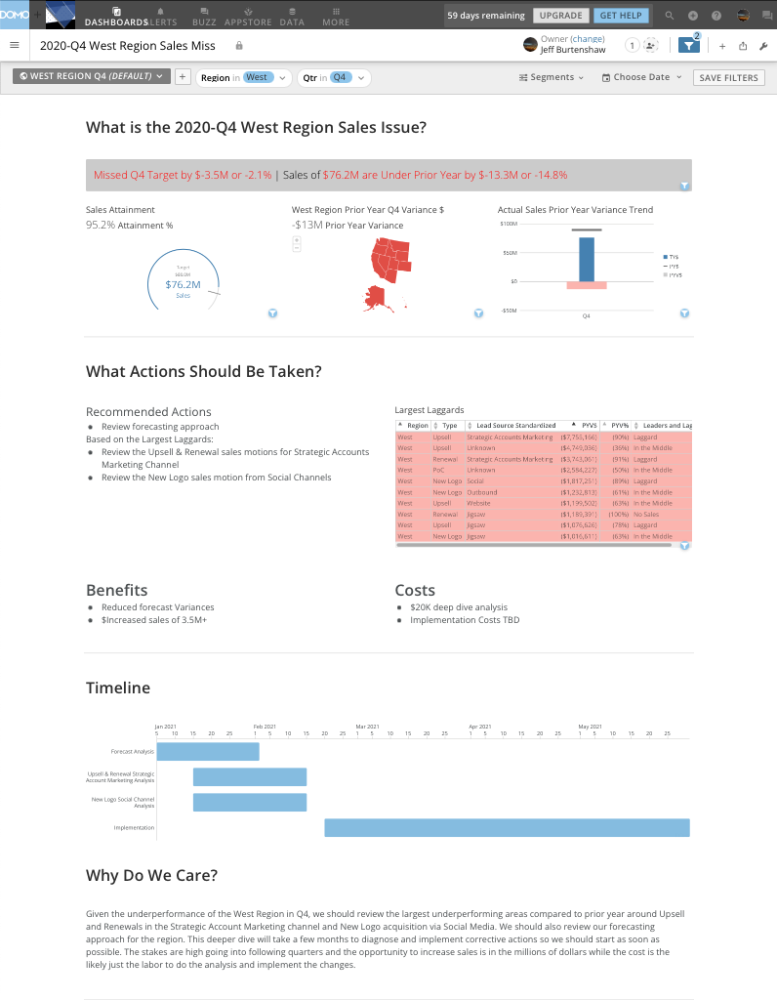 DOMO
DASHBOARDS ALERTS BUZZ APPSTORE DATA MORE
59 days remaining UPGRADE GET HELP
2020-Q4 West Region Sales Miss
Owner (change)
Jeff Burtenshaw
1
2
WEST REGION Q4 (DEFAULT) + Region in West Qtr in Q4
Segments Choose Date SAVE FILTERS
What is the 2020-Q4 West Region Sales Issue?
Missed Q4 Target by $-3.5M or -2.1% | Sales of $76.2M are Under Prior Year by $-13.3M or -14.8%
Sales Attainment
95.2% Attainment %
Target
$76.2M
Sales
West Region Prior Year Q4 Variance $
-$13M Prior Year Variance
Actual Sales Prior Year Variance Trend
$100M
$50M
$0
-$50M
Q4
TY$
PY$
PYV$
What Actions Should Be Taken?
Recommended Actions
Review forecasting approach
Based on the Largest Laggards:
Review the Upsell & Renewal sales motions for Strategic Accounts
Marketing Channel
Review the New Logo sales motion from Social Channels
Largest Laggards
Region Type Lead Source Standardized PYV$ PYV% Leaders and Lag
West Upsell Strategic Accounts Marketing ($7,755,166) (90%) Laggard
West Upsell Unknown ($4,749,036) (36%) In the Middle
West Renewal Strategic Accounts Marketing ($3,743,061) (91%) Laggard
West PoC Unknown ($2,584,227) (50%) In the Middle
West New Logo Social ($1,817,251) (89%) Laggard
West New Logo Outbound ($1,232,813) (61%) In the Middle
West Upsell Website ($1,199,502) (63%) In the Middle
West Renewal Jigsaw ($1,189,391) (100%) No Sales
West Upsell Jigsaw ($1,076,626) (78%) Laggard
West New Logo Jigsaw ($1,016,611) (63%) In the Middle
Benefits
Reduced forecast Variances
$Increased sales of 3.5M+
Costs
$20K deep dive analysis
Implementation Costs TBD
Timeline
Jan 2021 Feb 2021 Mar 2021 Apr 2021 May 2021
5 10 15 20 25 1 5 10 15 20 25 1 5 10 15 20 25 1 5 10 15 20 25 1 5 10 15 20 25
Forecast Analysis
Upsell & Renewal Strategic
Account Marketing Analysis
New Logo Social Channel
Analysis
Implementation
Why Do We Care?
Given the underperformance of the West Region in Q4, we should review the largest underperforming areas compared to prior year around Upsell
and Renewals in the Strategic Account Marketing channel and New Logo acquisition via Social Media. We should also review our forecasting
approach for the region. This deeper dive will take a few months to diagnose and implement corrective actions so we should start as soon as
possible. The stakes are high going into following quarters and the opportunity to increase sales is in the millions of dollars while the cost is the
likely just the labor to do the analysis and implement the changes.